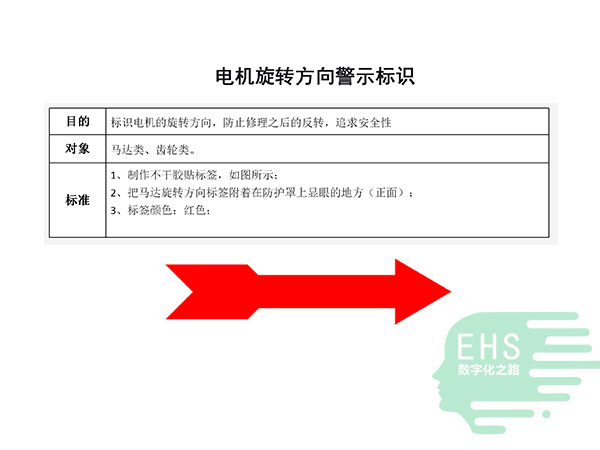 电机旋转方向警示标识
目的 标识电机的旋转方向，防止修理之后的反转，追求安全性
对象 马达类、齿轮类。
标准 1、制作不干胶贴标签，如图所示；
2、把马达旋转方向标签附着在防护罩上显眼的地方（正面）；
3、标签颜色：红色；
EHS
数字化之路